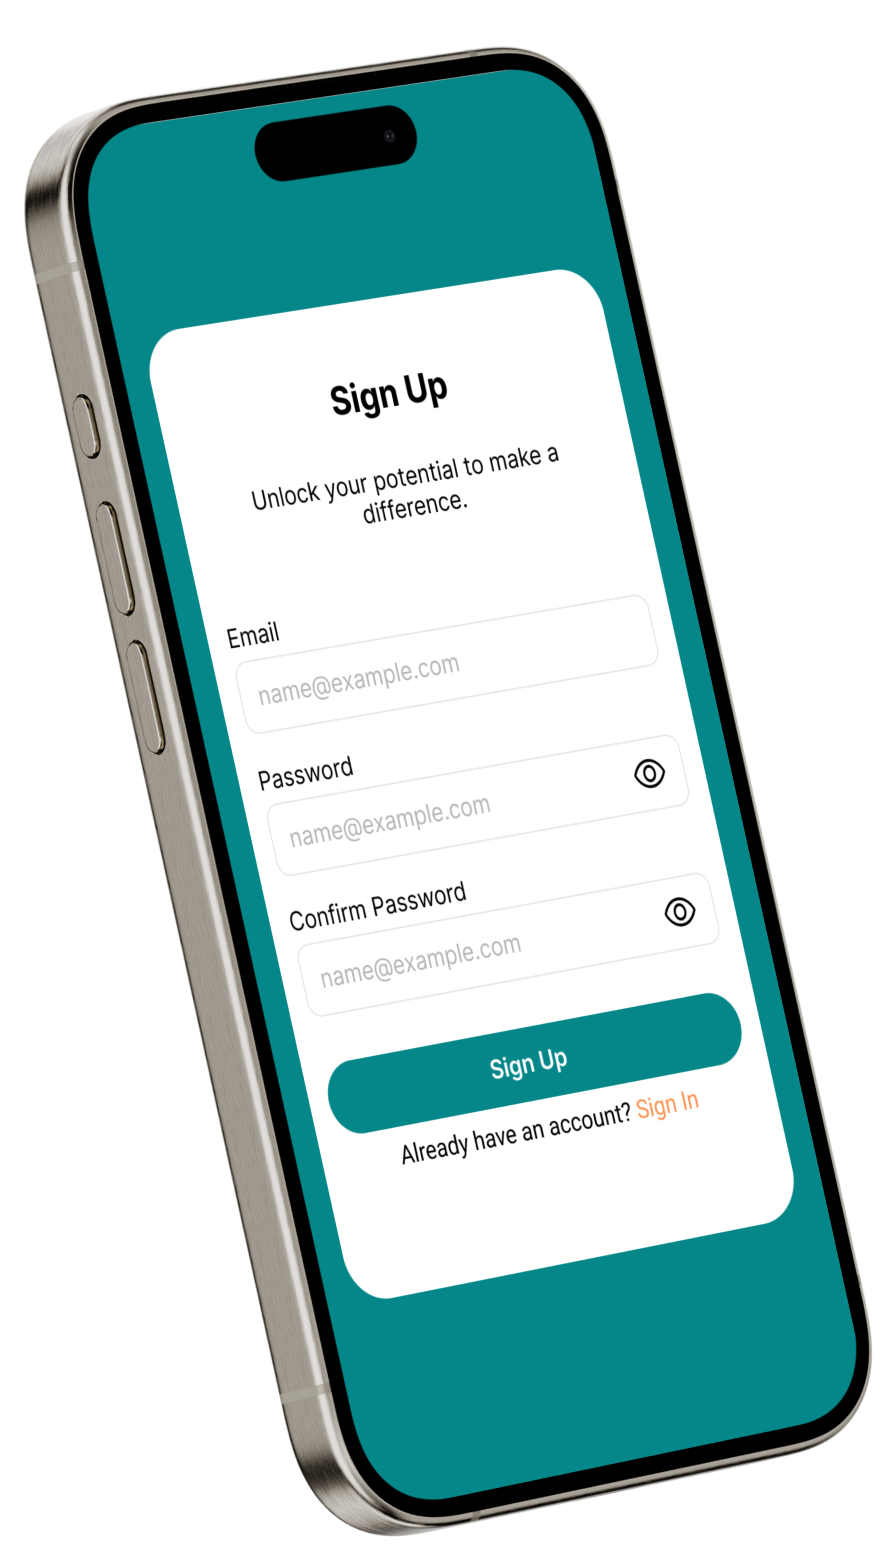 Sign Up
Unlock your potential to make a
difference.
Email
name@example.com
Password
name@example.com
Confirm Password
name@example.com
Sign Up
Already have an account? Sign In